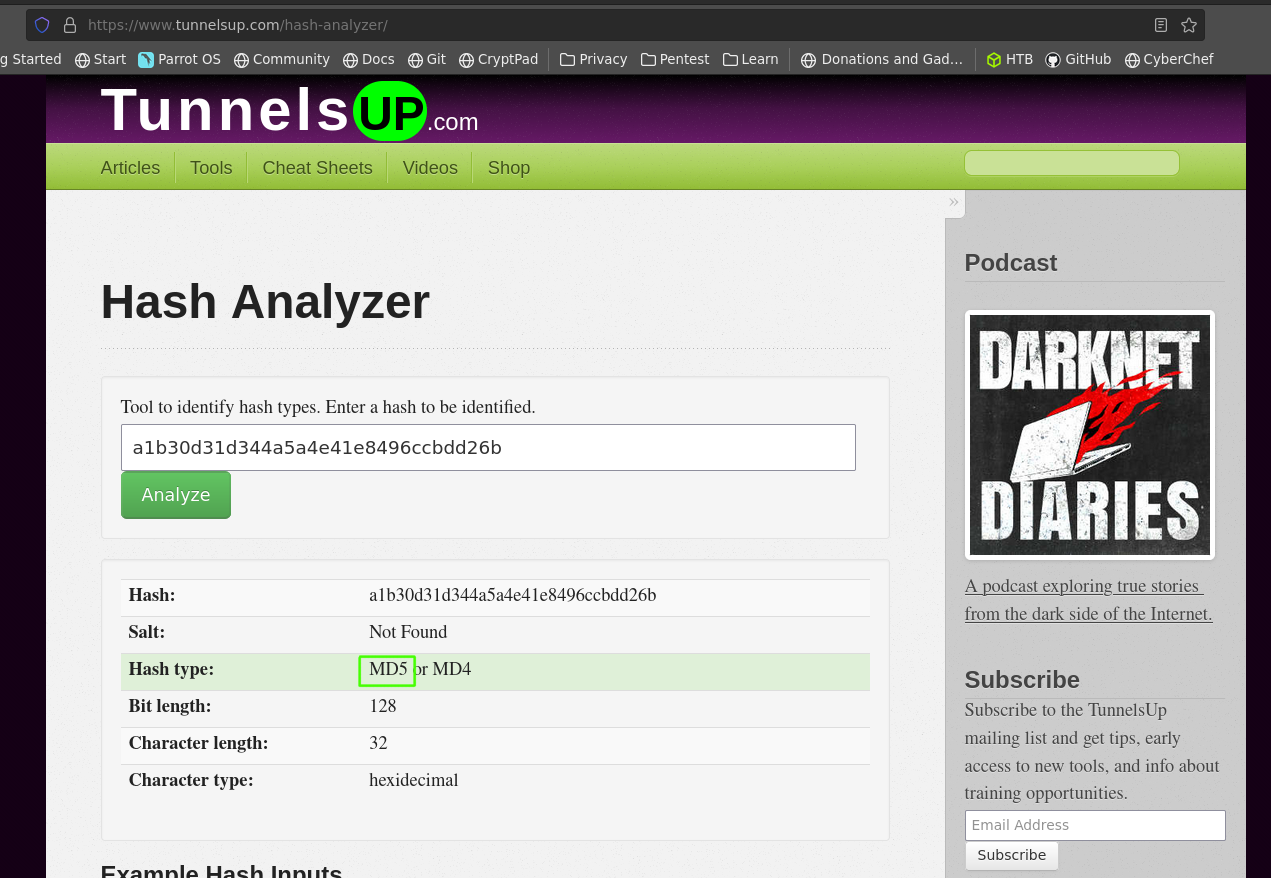 https://www.tunnelsup.com/hash-analyzer/
g Started Start Parrot OS Community Docs Git CryptPad Privacy Pentest Learn Donations and Gad... HTB GitHub CyberChef
TunnelsUP.com
Articles Tools Cheat Sheets Videos Shop
»
Hash Analyzer
Tool to identify hash types. Enter a hash to be identified.
a1b30d31d344a5a4e41e8496ccbdd26b
Analyze
Hash: a1b30d31d344a5a4e41e8496ccbdd26b
Salt: Not Found
Hash type: MD5 or MD4
Bit length: 128
Character length: 32
Character type: hexidecimal
Example Hash Inputs
Podcast
DARKNET
DIARIES
A podcast exploring true stories
from the dark side of the Internet.
Subscribe
Subscribe to the TunnelsUp
mailing list and get tips, early
access to new tools, and info about
training opportunities.
Email Address
Subscribe